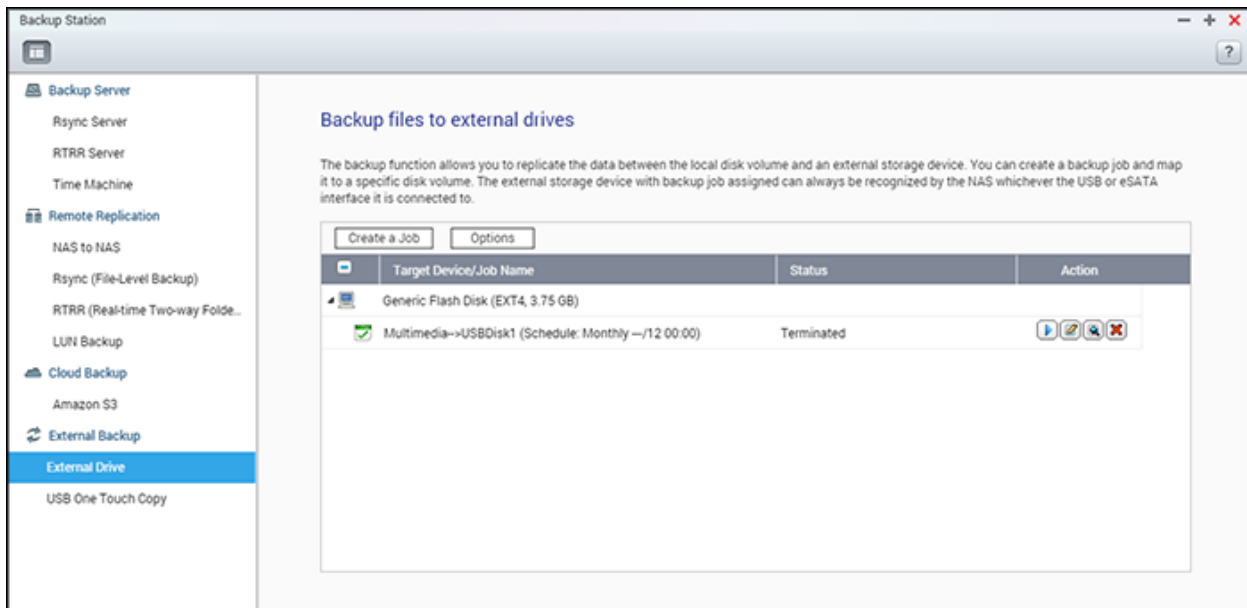 Backup Station
?
Backup Server
Rsync Server
RTRR Server
Time Machine
Remote Replication
NAS to NAS
Rsync (File-Level Backup)
RTRR (Real-time Two-way Folde...
LUN Backup
Cloud Backup
Amazon S3
External Backup
External Drive
USB One Touch Copy
Backup files to external drives
The backup function allows you to replicate the data between the local disk volume and an external storage device. You can create a backup job and map
it to a specific disk volume. The external storage device with backup job assigned can always be recognized by the NAS whichever the USB or eSATA
interface it is connected to.
Create a Job Options
Target Device/Job Name Status Action
Generic Flash Disk (EXT4, 3.75 GB)
Multimedia-->USBDisk1 (Schedule: Monthly --/12 00:00) Terminated